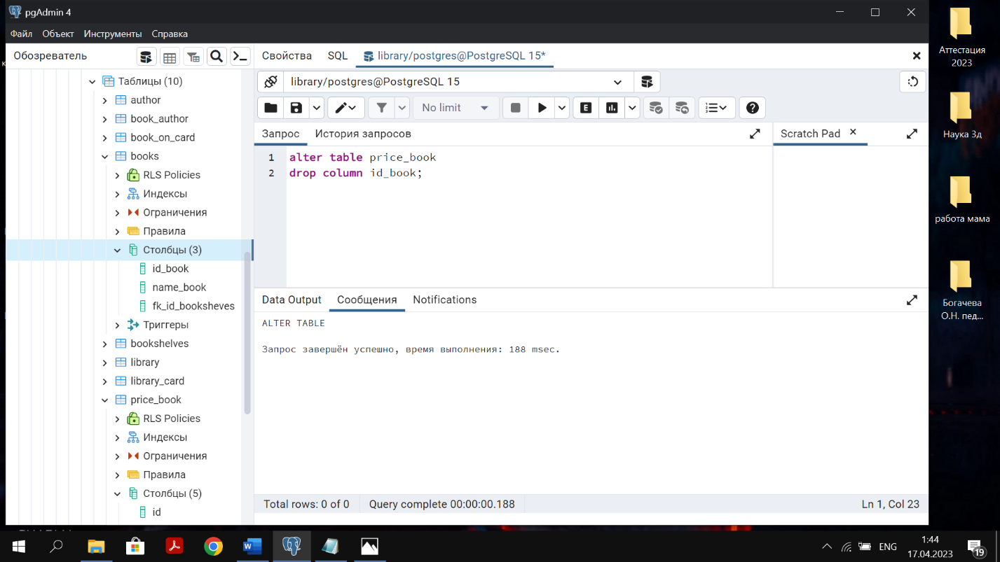 pgAdmin 4
Файл Объект Инструменты Справка
Обозреватель
Свойства SQL library/postgres@PostgreSQL 15*
library/postgres@PostgreSQL 15
No limit
Запрос История запросов
Scratch Pad
1 alter table price_book
2 drop column id_book;
Таблицы (10)
author
book_author
book_on_card
books
RLS Policies
Индексы
Ограничения
Правила
Столбцы (3)
id_book
name_book
fk_id_booksheves
Триггеры
bookshelves
library
library_card
price_book
RLS Policies
Индексы
Ограничения
Правила
Столбцы (5)
id
Data Output Сообщения Notifications
ALTER TABLE
Запрос завершён успешно, время выполнения: 188 msec.
Total rows: 0 of 0 Query complete 00:00:00.188 Ln 1, Col 23
Аттестация
2023
Наука 3д
работа мама
Богачева
О.Н. пед...
ENG
1:44
17.04.2023
19